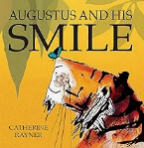 AUGUSTUS AND HIS
SMILE
CATHERINE
RAYNER